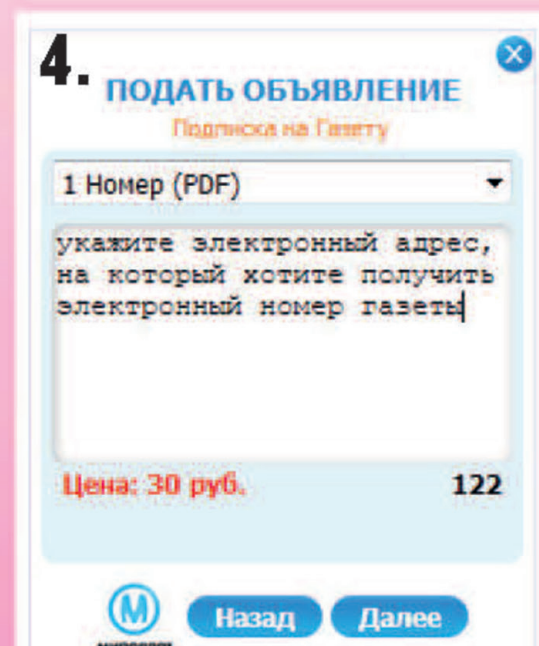 4.
ПОДАТЬ ОБЪЯВЛЕНИЕ
Подписка на Газету
1 Номер (PDF)
укажите электронный адрес,
на который хотите получить
электронный номер газеты
Цена: 30 руб.
122
М
Назад
Далее